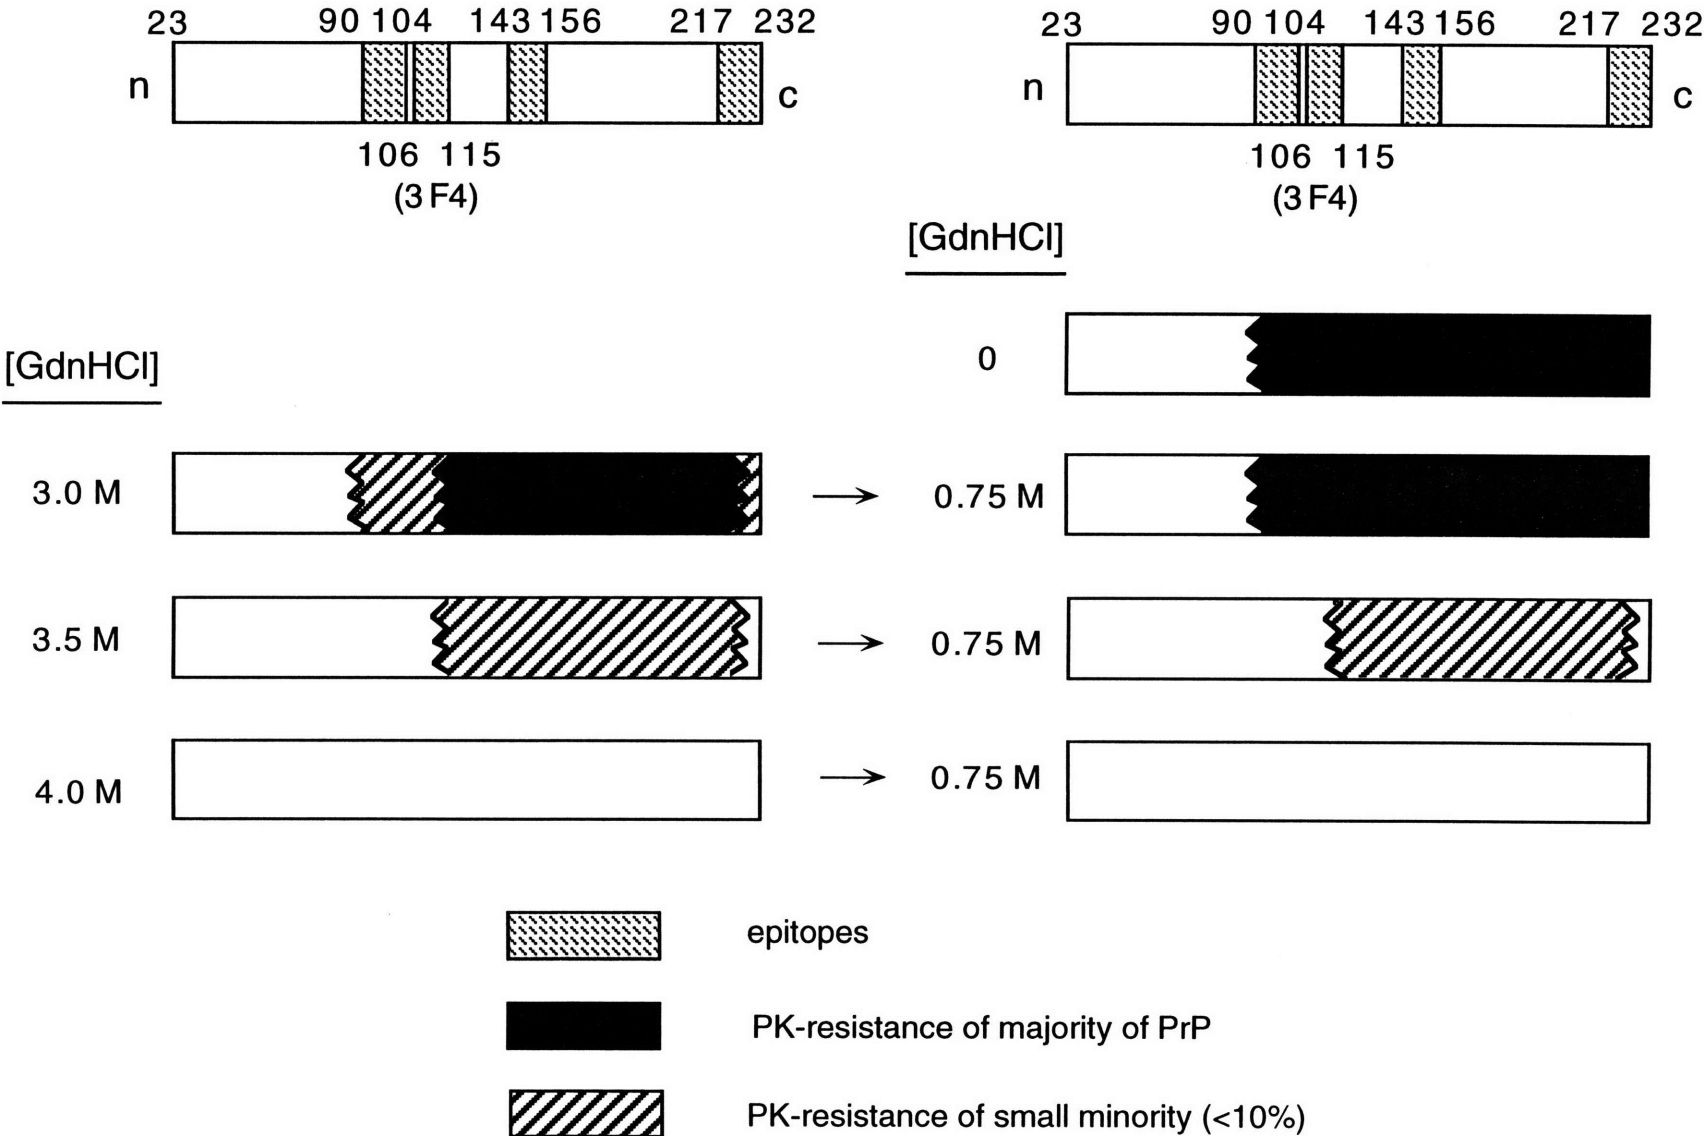 23 90 104 143 156 217 232
n c
106 115
(3 F4)
23 90 104 143 156 217 232
n c
106 115
(3 F4)
[GdnHCl]
0
[GdnHCl]
3.0 M → 0.75 M
3.5 M → 0.75 M
4.0 M → 0.75 M
epitopes
PK-resistance of majority of PrP
PK-resistance of small minority (<10%)